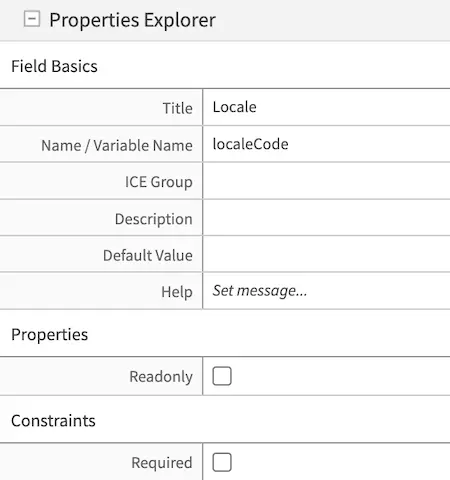 Properties Explorer
Field Basics
Title Locale
Name / Variable Name localeCode
ICE Group
Description
Default Value
Help Set message...
Properties
Readonly
Constraints
Required